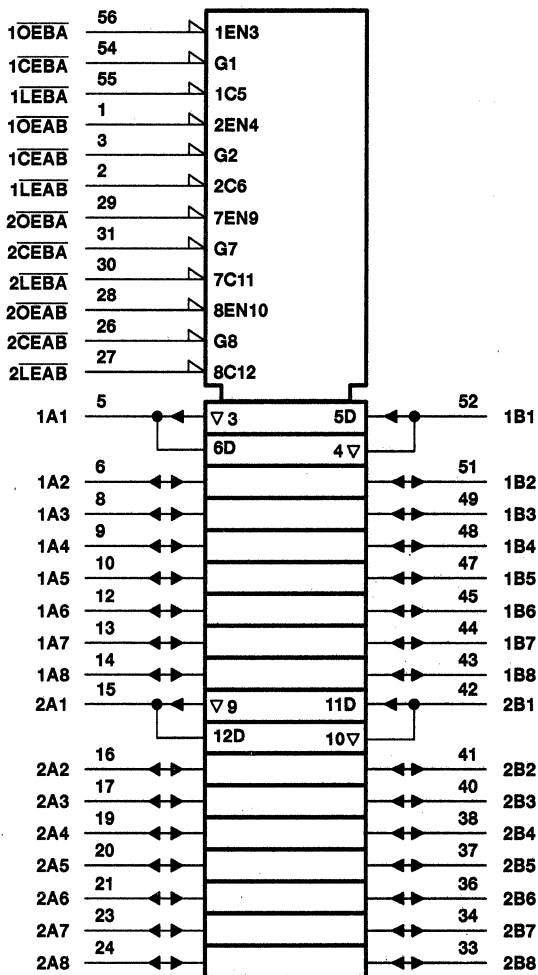 56
1OEBA 1EN3
54
1CEBA G1
55
1LEBA 1C5
1
1OEAB 2EN4
3
1CEAB G2
2
1LEAB 2C6
29
2OEBA 7EN9
31
2CEBA G7
30
2LEBA 7C11
28
2OEAB 8EN10
26
2CEAB G8
27
2LEAB 8C12
5 52
1A1 ▽ 3 5D 1B1
6D 4 ▽
6 51
1A2 1B2
8 49
1A3 1B3
9 48
1A4 1B4
10 47
1A5 1B5
12 45
1A6 1B6
13 44
1A7 1B7
14 43
1A8 1B8
15 42
2A1 ▽ 9 11D 2B1
12D 10 ▽
16 41
2A2 2B2
17 40
2A3 2B3
19 38
2A4 2B4
20 37
2A5 2B5
21 36
2A6 2B6
23 34
2A7 2B7
24 33
2A8 2B8